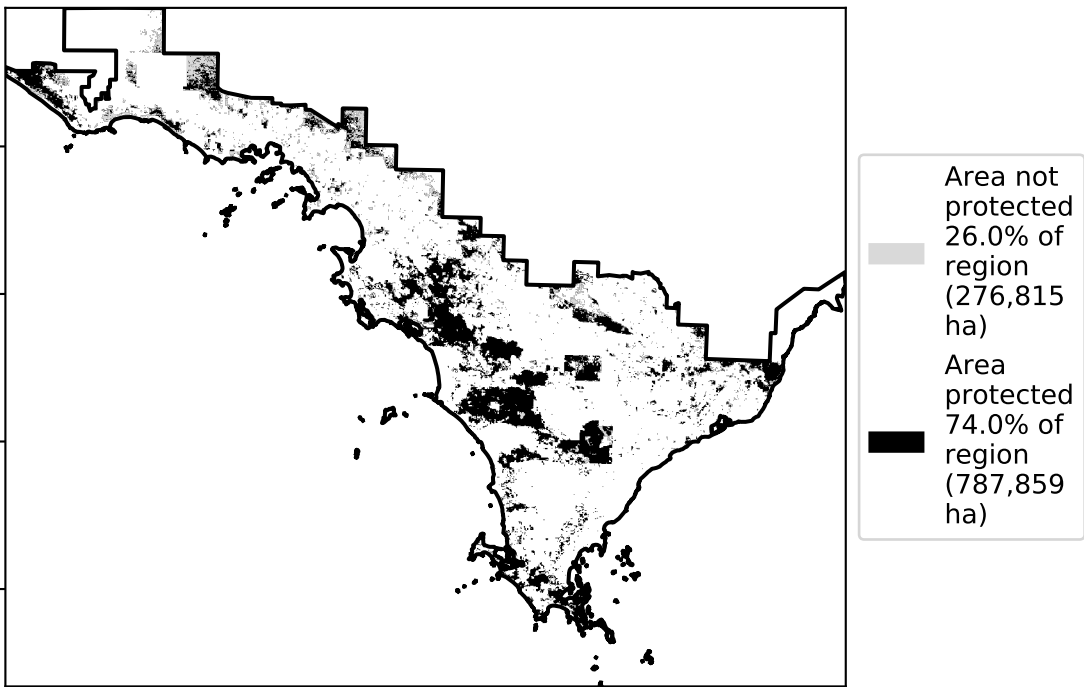 Area not
protected
26.0% of
region
(276,815
ha)
Area
protected
74.0% of
region
(787,859
ha)